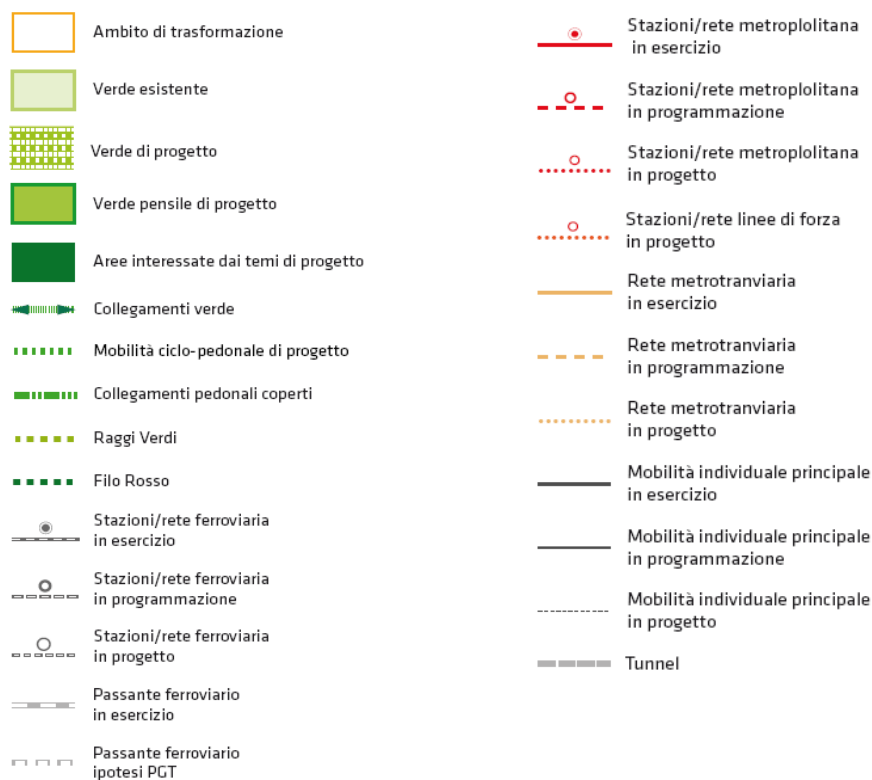 Ambito di trasformazione
Verde esistente
Verde di progetto
Verde pensile di progetto
Aree interessate dai temi di progetto
Collegamenti verde
Mobilità ciclo-pedonale di progetto
Collegamenti pedonali coperti
Raggi Verdi
Filo Rosso
Stazioni/rete ferroviaria
in esercizio
Stazioni/rete ferroviaria
in programmazione
Stazioni/rete ferroviaria
in progetto
Passante ferroviario
in esercizio
Passante ferroviario
ipotesi PGT
Stazioni/rete metroplolitana
in esercizio
Stazioni/rete metroplolitana
in programmazione
Stazioni/rete metroplolitana
in progetto
Stazioni/rete linee di forza
in progetto
Rete metrotranviaria
in esercizio
Rete metrotranviaria
in programmazione
Rete metrotranviaria
in progetto
Mobilità individuale principale
in esercizio
Mobilità individuale principale
in programmazione
Mobilità individuale principale
in progetto
Tunnel